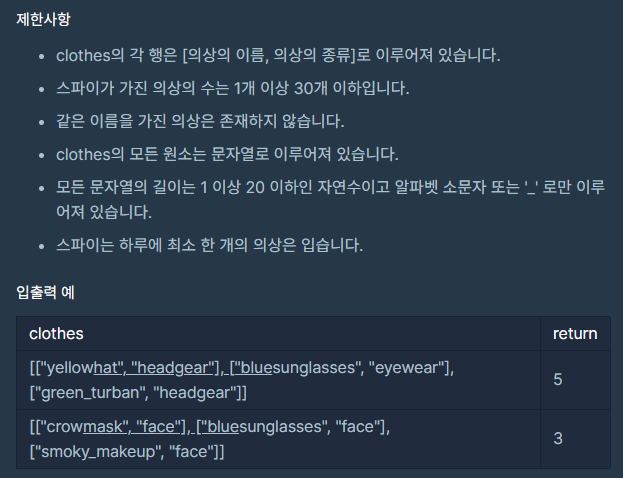 제한사항
• clothes의 각 행은 [의상의 이름, 의상의 종류]로 이루어져 있습니다.
• 스파이가 가진 의상의 수는 1개 이상 30개 이하입니다.
• 같은 이름을 가진 의상은 존재하지 않습니다.
• clothes의 모든 원소는 문자열로 이루어져 있습니다.
• 모든 문자열의 길이는 1 이상 20 이하인 자연수이고 알파벳 소문자 또는 '_' 로만 이루
어져 있습니다.
• 스파이는 하루에 최소 한 개의 의상은 입습니다.
입출력 예
clothes return
[["yellowhat", "headgear"], ["bluesunglasses", "eyewear"],
["green_turban", "headgear"]]
5
[["crowmask", "face"], ["bluesunglasses", "face"],
["smoky_makeup", "face"]]
3